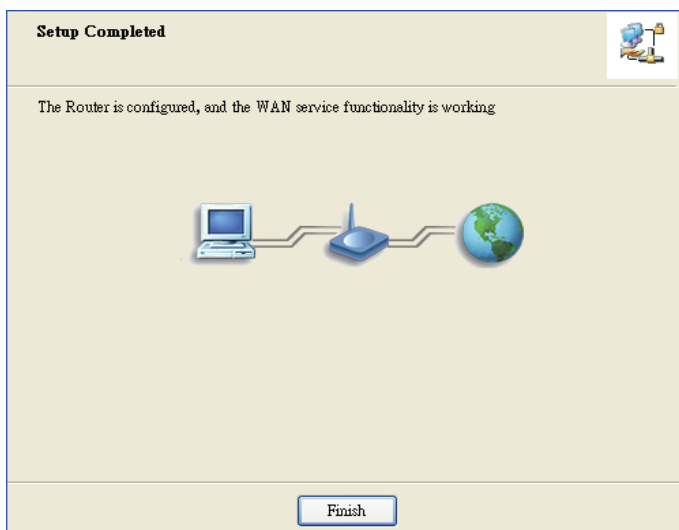 Setup Completed
The Router is configured, and the WAN service functionality is working
Finish